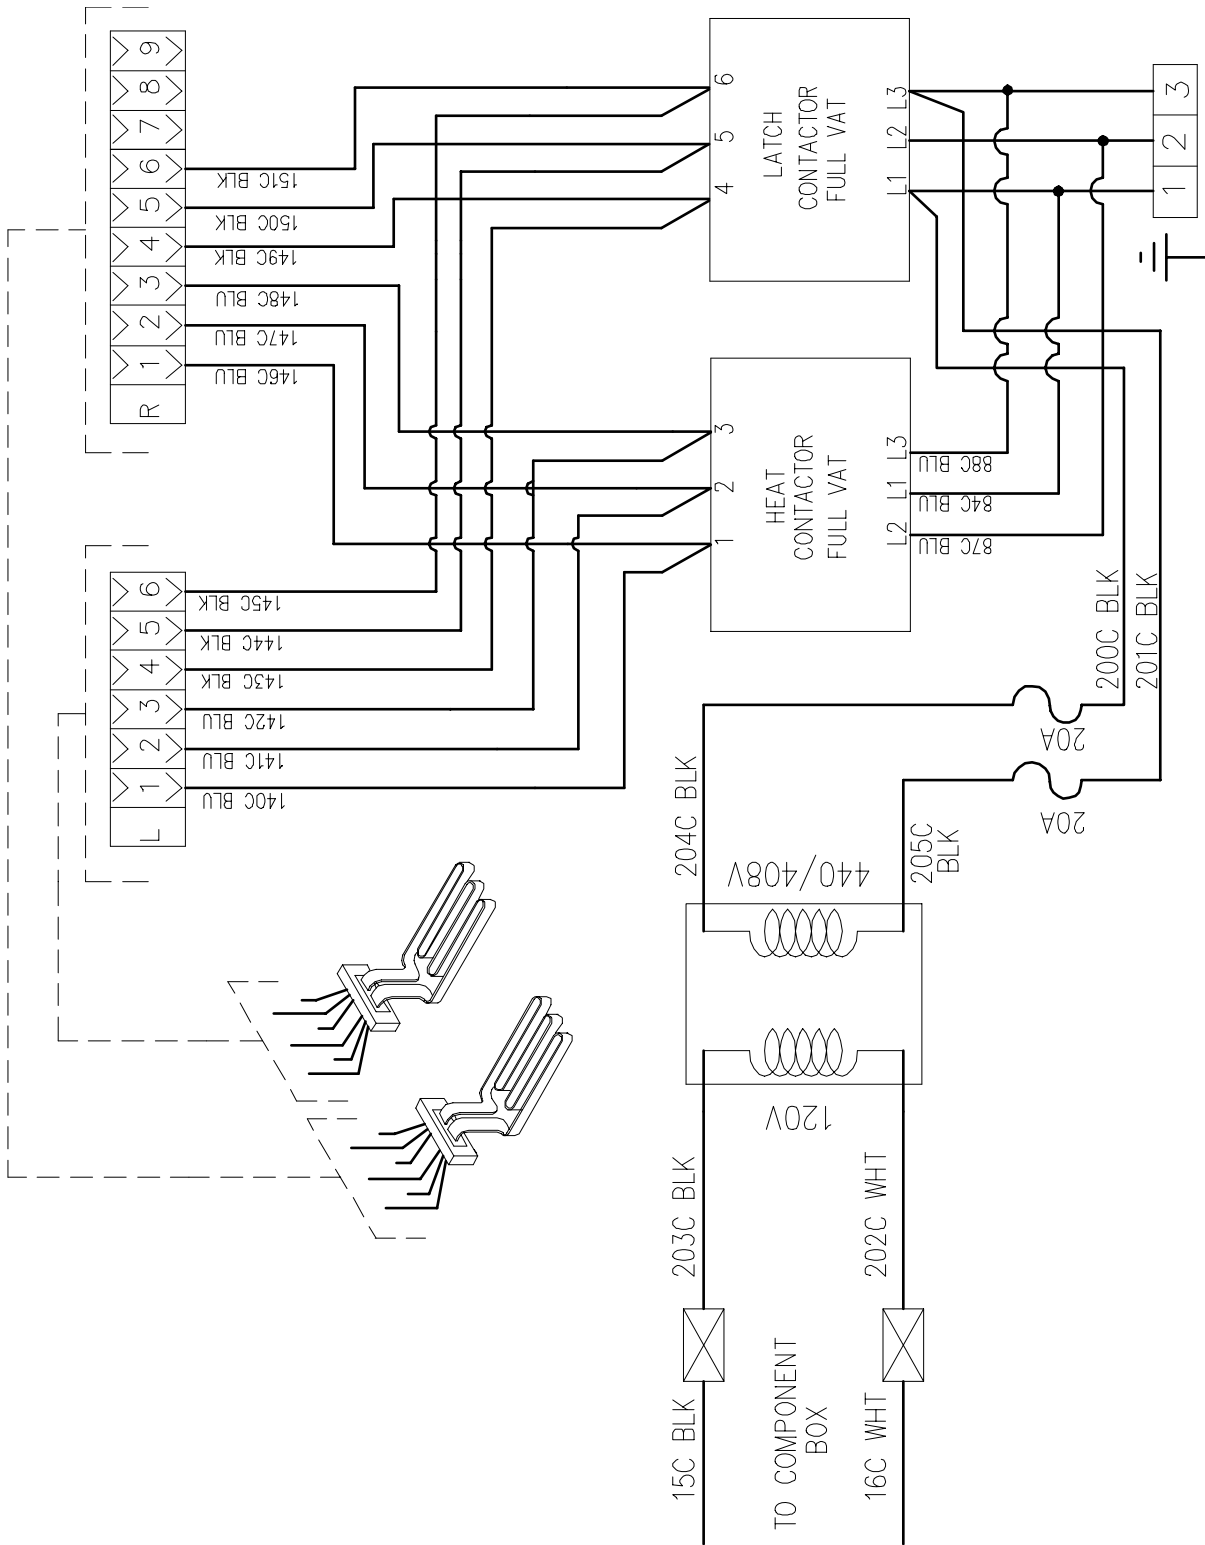 9
8
7
6
5
4
3
2
1
R
151C BLK
150C BLK
149C BLK
148C BLU
147C BLU
146C BLU
6
5
4
3
2
1
L
145C BLK
144C BLK
143C BLK
142C BLU
141C BLU
140C BLU
LATCH
CONTACTOR
FULL VAT
6
5
4
L3
L2
L1
3
2
1
HEAT
CONTACTOR
FULL VAT
3
2
1
L3
L1
L2
88C BLU
84C BLU
87C BLU
200C BLK
201C BLK
20A
20A
204C BLK
205C
BLK
440/408V
120V
203C BLK
202C WHT
15C BLK
TO COMPONENT
BOX
16C WHT